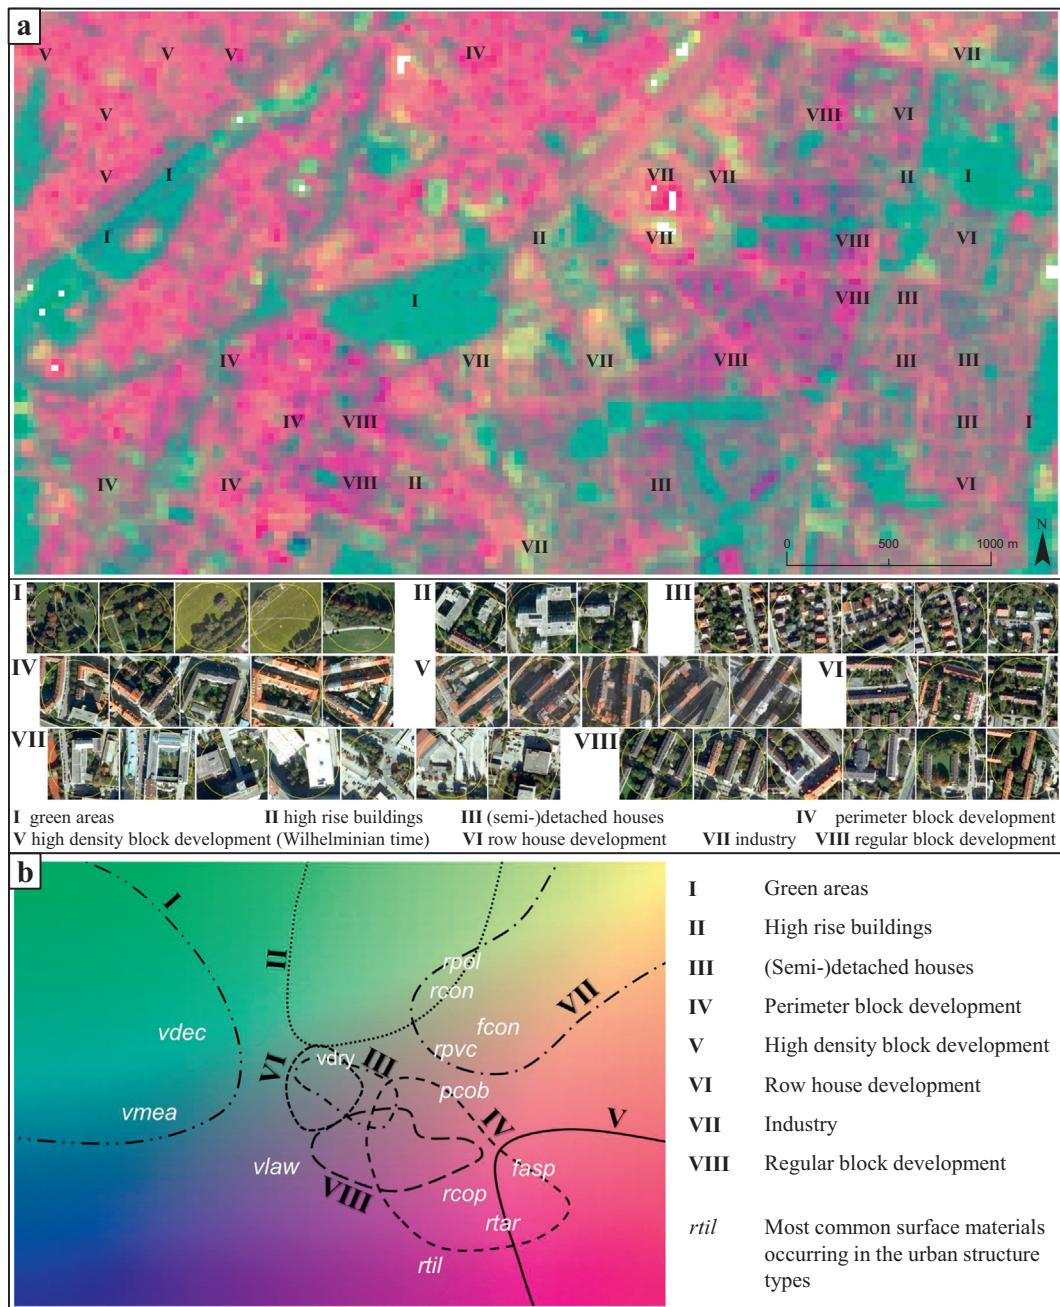 a
V V V IV VII
V VIII VI
V I VII VII II I
I II VII VIII VI
I VIII III
IV VII VII VIII III III
IV VIII III I
IV IV VIII II III VI
VII
N
0 500 1000 m
I II III
IV V VI
VII VIII
I green areas II high rise buildings III (semi-)detached houses IV perimeter block development
V high density block development (Wilhelminian time) VI row house development VII industry VIII regular block development
b
I
II
rpol
rcon
VII
fcon
vdec
rpvc
vdry
VI
III
pcob
vmea
IV
V
vlaw
fasp
VIII
rcop
rtar
rtil
I Green areas
II High rise buildings
III (Semi-)detached houses
IV Perimeter block development
V High density block development
VI Row house development
VII Industry
VIII Regular block development
rtil Most common surface materials
occurring in the urban structure
types